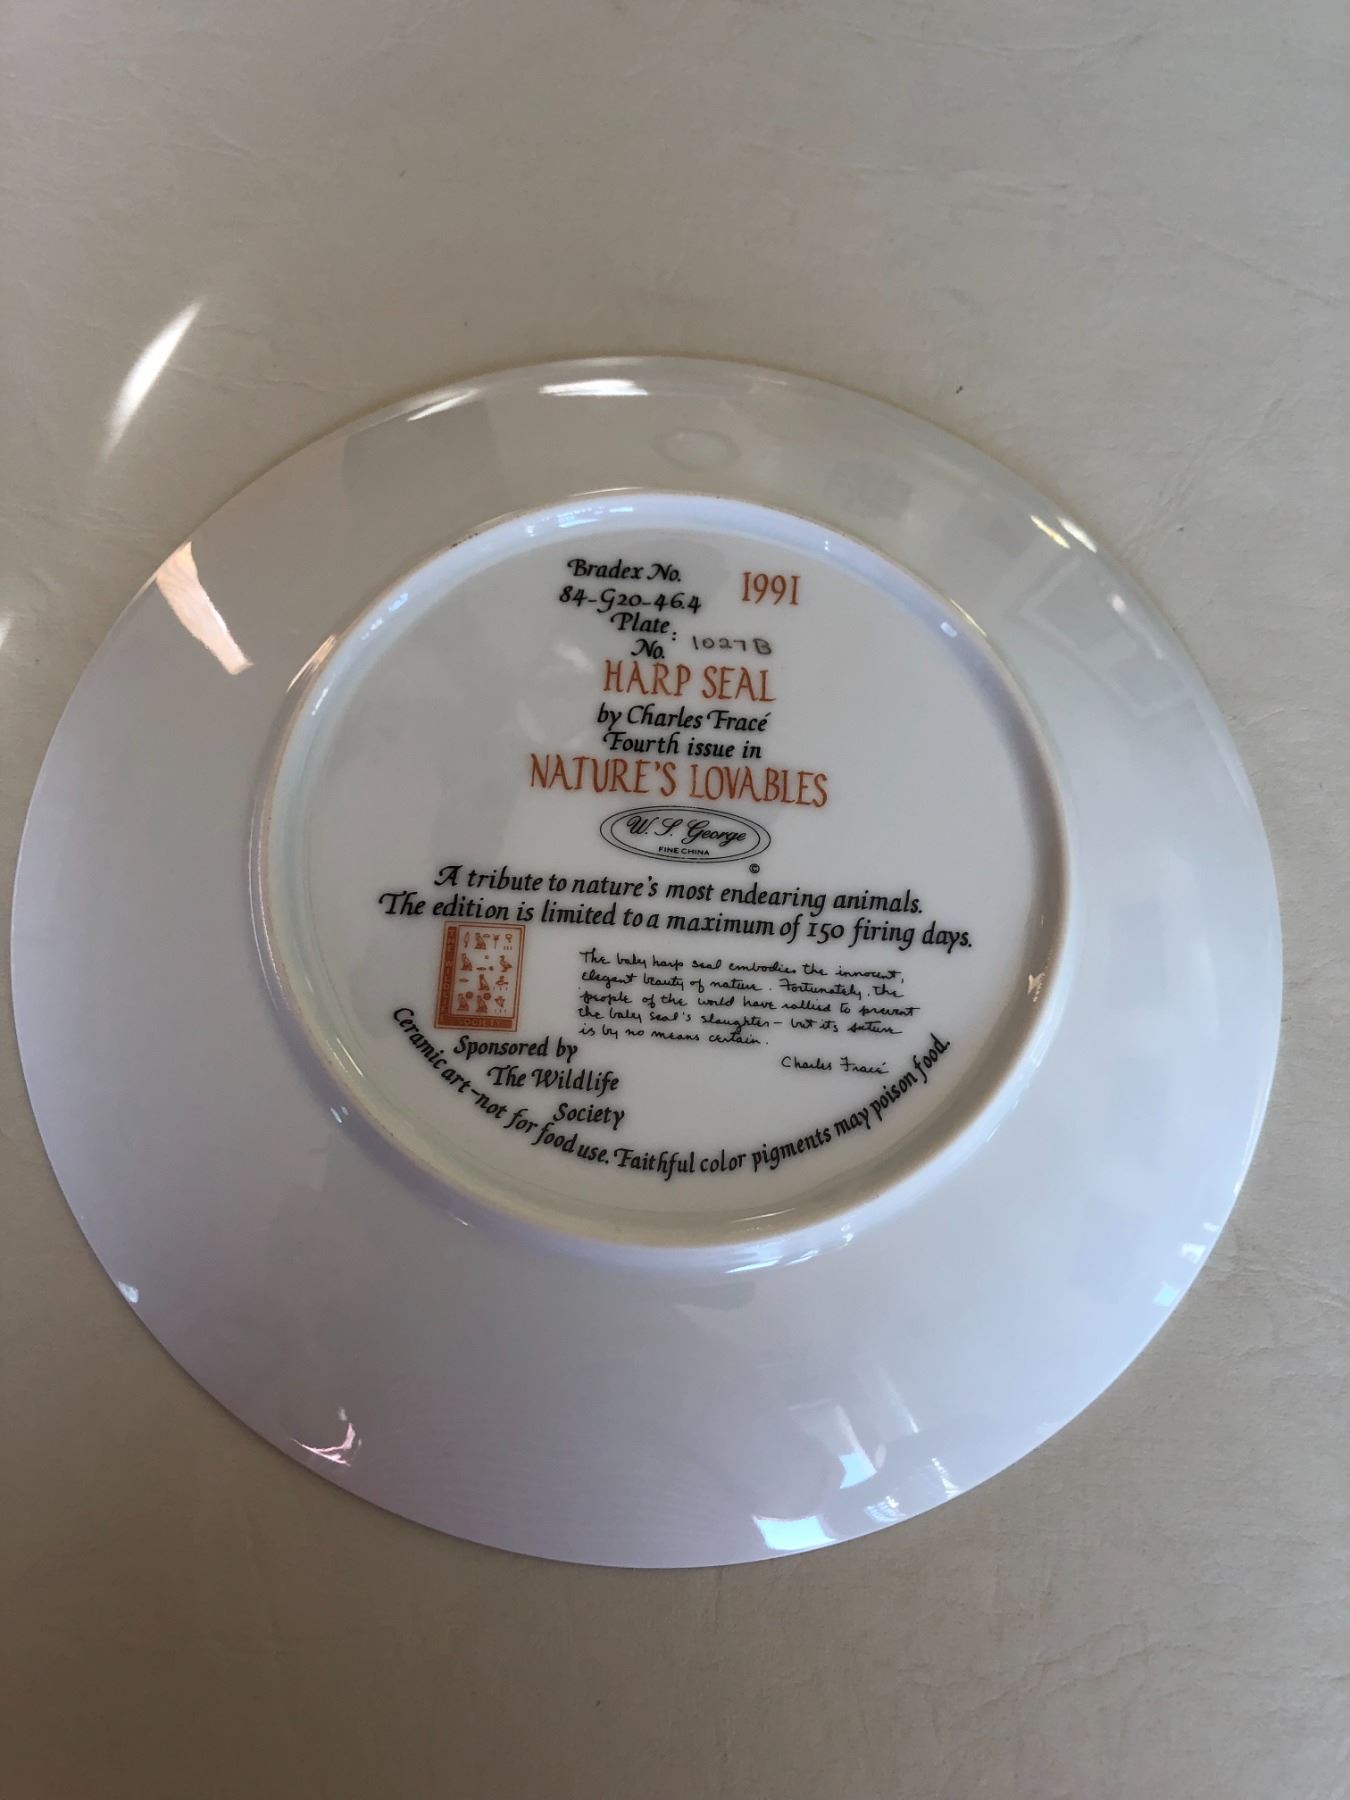 Bradex No.
84-G20-46.4
1991
Plate
No.: 1027B
HARP SEAL
by Charles Fracé
Fourth issue in
NATURE'S LOVABLES
W. S. George
FINE CHINA
©
A tribute to nature's most endearing animals.
The edition is limited to a maximum of 150 firing days.
THE WILDLIFE
SOCIETY
The baby harp seal embodies the innocent,
elegant beauty of nature. Fortunately, the
people of the world have rallied to prevent
the baby seal's slaughter – but its future
is by no means certain.
Charles Fracé
Sponsored by
The Wildlife
Society
Ceramic art–not for food use. Faithful color pigments may poison food.